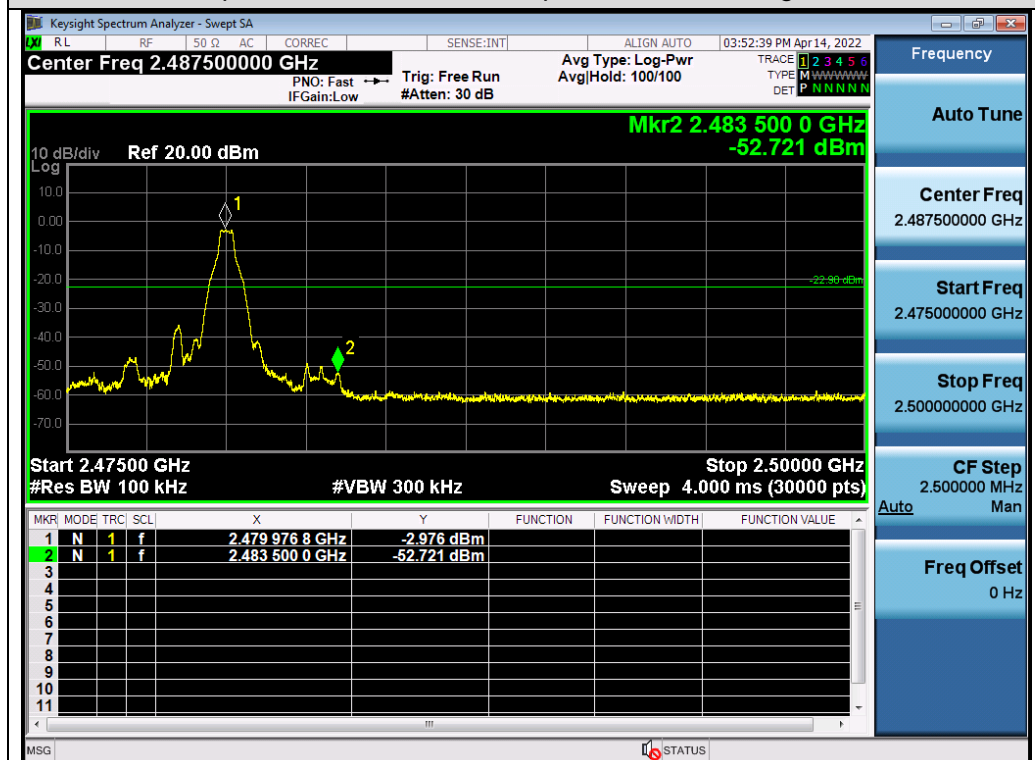 Keysight Spectrum Analyzer - Swept SA
LXI RL RF 50 Ω AC CORREC SENSE:INT ALIGN AUTO 03:52:39 PM Apr 14, 2022
Center Freq 2.487500000 GHz
PNO: Fast
IFGain:Low
Trig: Free Run
#Atten: 30 dB
Avg Type: Log-Pwr
Avg|Hold: 100/100
TRACE 1 2 3 4 5 6
TYPE M WWWWW
DET P N N N N N
Mkr2 2.483 500 0 GHz
-52.721 dBm
10 dB/div Ref 20.00 dBm
Log
10.0
0.00
-10.0
-20.0
-30.0
-40.0
-50.0
-60.0
-70.0
1
-22.90 dBm
2
Start 2.47500 GHz Stop 2.50000 GHz
#Res BW 100 kHz #VBW 300 kHz Sweep 4.000 ms (30000 pts)
MKR MODE TRC SCL X Y FUNCTION FUNCTION WIDTH FUNCTION VALUE
1 N 1 f 2.479 976 8 GHz -2.976 dBm
2 N 1 f 2.483 500 0 GHz -52.721 dBm
3
4
5
6
7
8
9
10
11
MSG STATUS
Frequency
Auto Tune
Center Freq
2.487500000 GHz
Start Freq
2.475000000 GHz
Stop Freq
2.500000000 GHz
CF Step
2.500000 MHz
Auto Man
Freq Offset
0 Hz